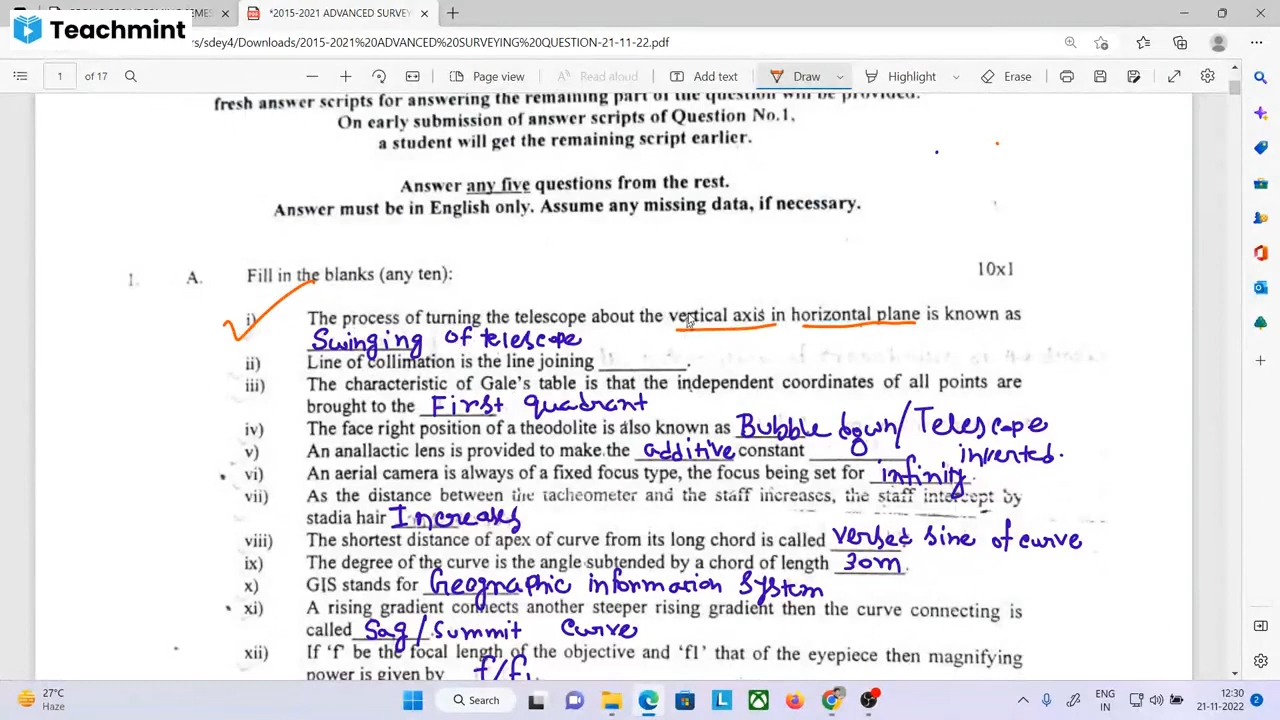 *2015-2021 ADVANCED SURVEY
Teachmint
rs/sdey4/Downloads/2015-2021%20ADVANCED%20SURVEYING%20QUESTION-21-11-22.pdf
1 of 17
Page view
Read aloud
Add text
Draw
Highlight
Erase
fresh answer scripts for answering the remaining part of the question will be provided.
On early submission of answer scripts of Question No.1,
a student will get the remaining script earlier.
Answer any five questions from the rest.
Answer must be in English only. Assume any missing data, if necessary.
1. A. Fill in the blanks (any ten): 10x1
i) The process of turning the telescope about the vertical axis in horizontal plane is known as
Swinging of telescope
ii) Line of collimation is the line joining ________.
iii) The characteristic of Gale's table is that the independent coordinates of all points are
brought to the First quadrant
iv) The face right position of a theodolite is also known as Bubble down/Telescope
inverted.
v) An anallactic lens is provided to make the additive constant 0
vi) An aerial camera is always of a fixed focus type, the focus being set for infinity.
vii) As the distance between the tacheometer and the staff increases, the staff intercept by
stadia hair Increases
viii) The shortest distance of apex of curve from its long chord is called versed sine of curve
ix) The degree of the curve is the angle subtended by a chord of length 30m.
x) GIS stands for Geographic information system
xi) A rising gradient connects another steeper rising gradient then the curve connecting is
called Sag/Summit Curve
xii) If 'f' be the focal length of the objective and 'f1' that of the eyepiece then magnifying
power is given by f/f1.
27°C
Haze
Search
ENG
IN
12:30
21-11-2022